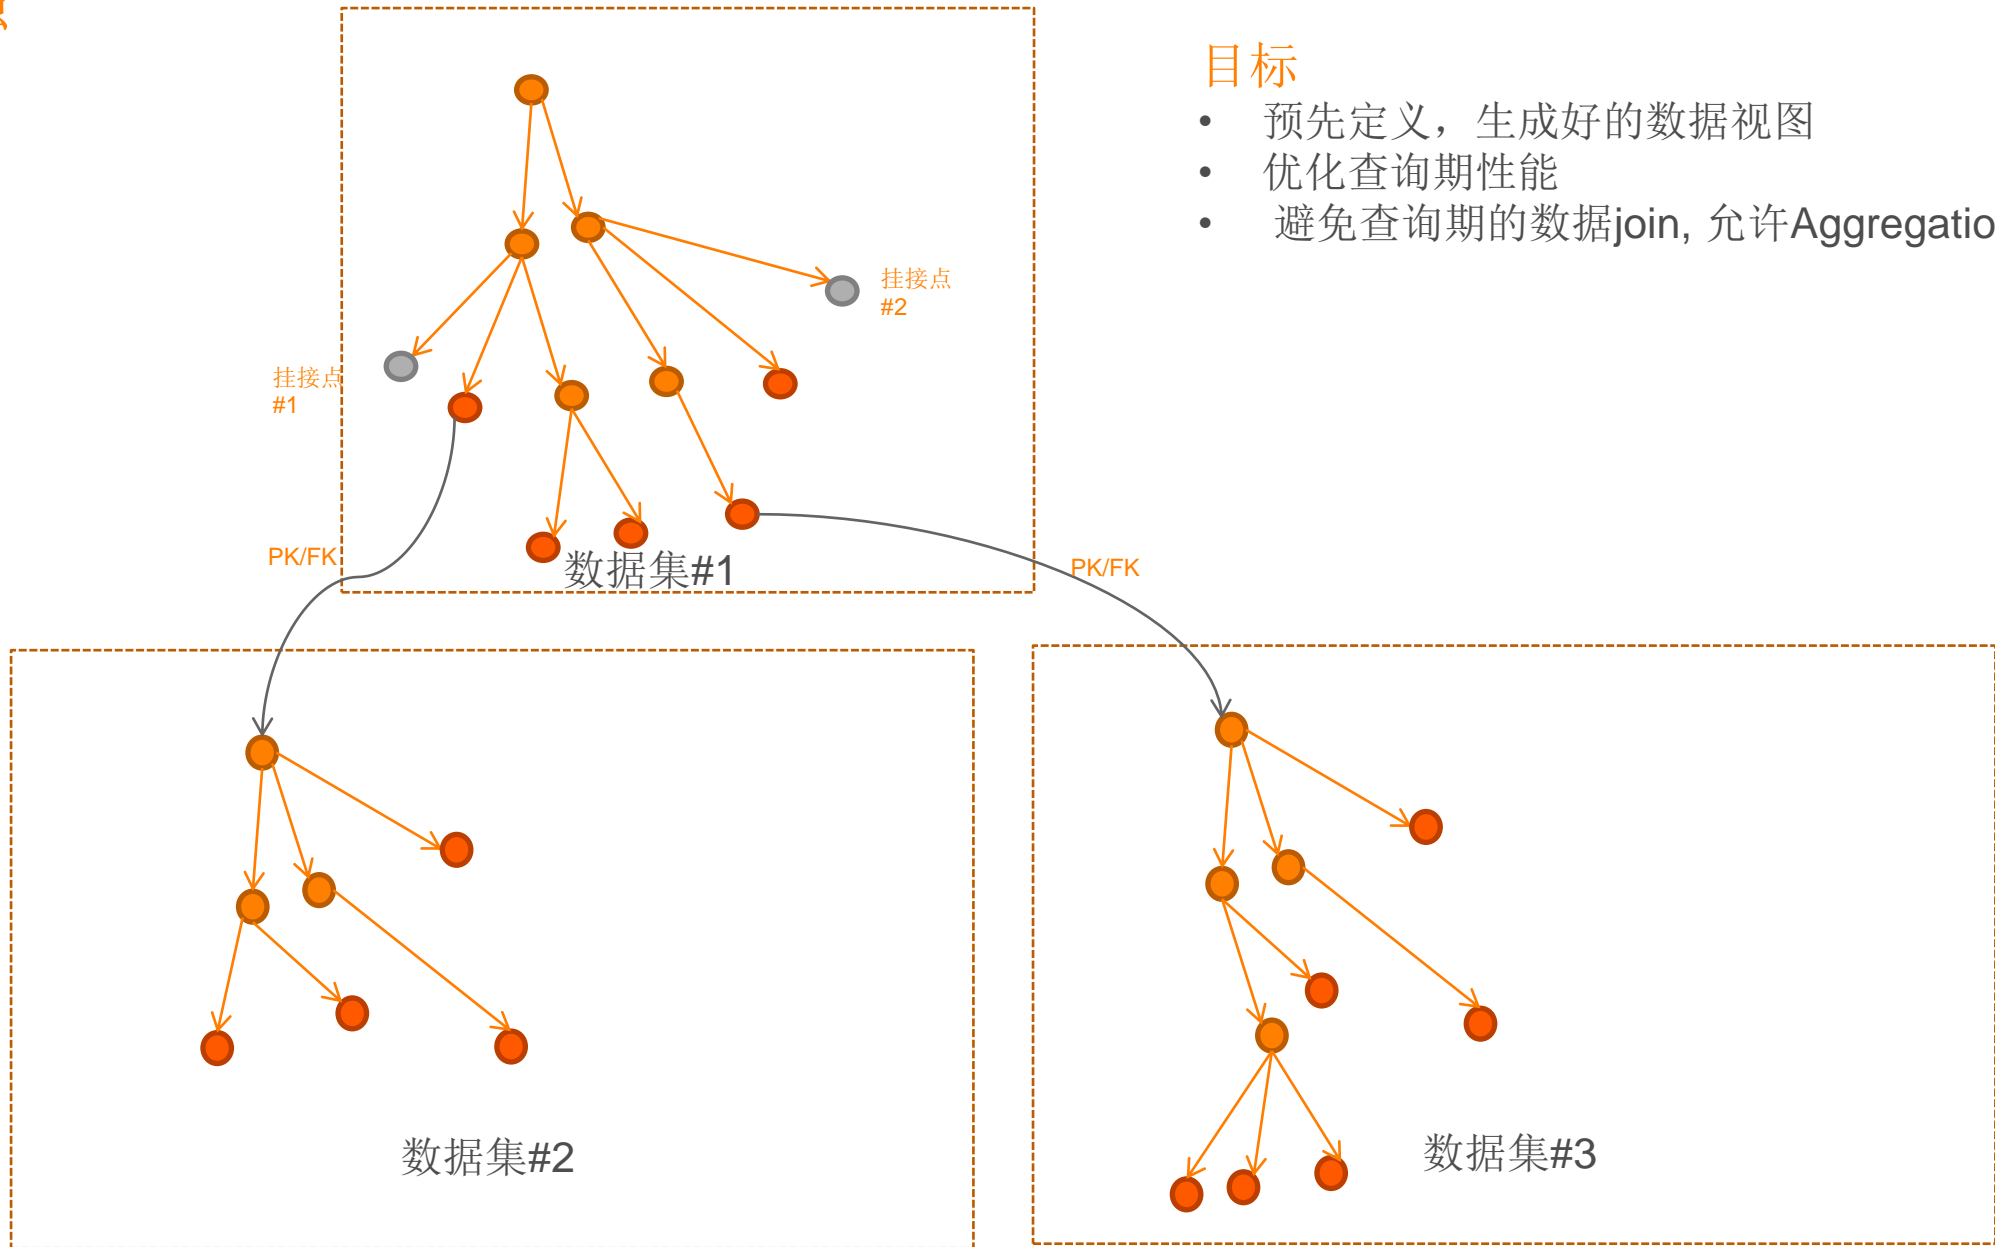 目标
• 预先定义，生成好的数据视图
• 优化查询期性能
• 避免查询期的数据join, 允许Aggregatio
挂接点
#2
挂接点
#1
PK/FK
数据集#1
PK/FK
数据集#2
数据集#3